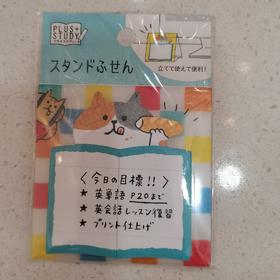 PLUS+
STUDY
立てて使えて便利!
スタンドふせん
〈今日の目標!!〉
★ 英単語 P20まで
★ 英会話レッスン復習
★ プリント仕上げ